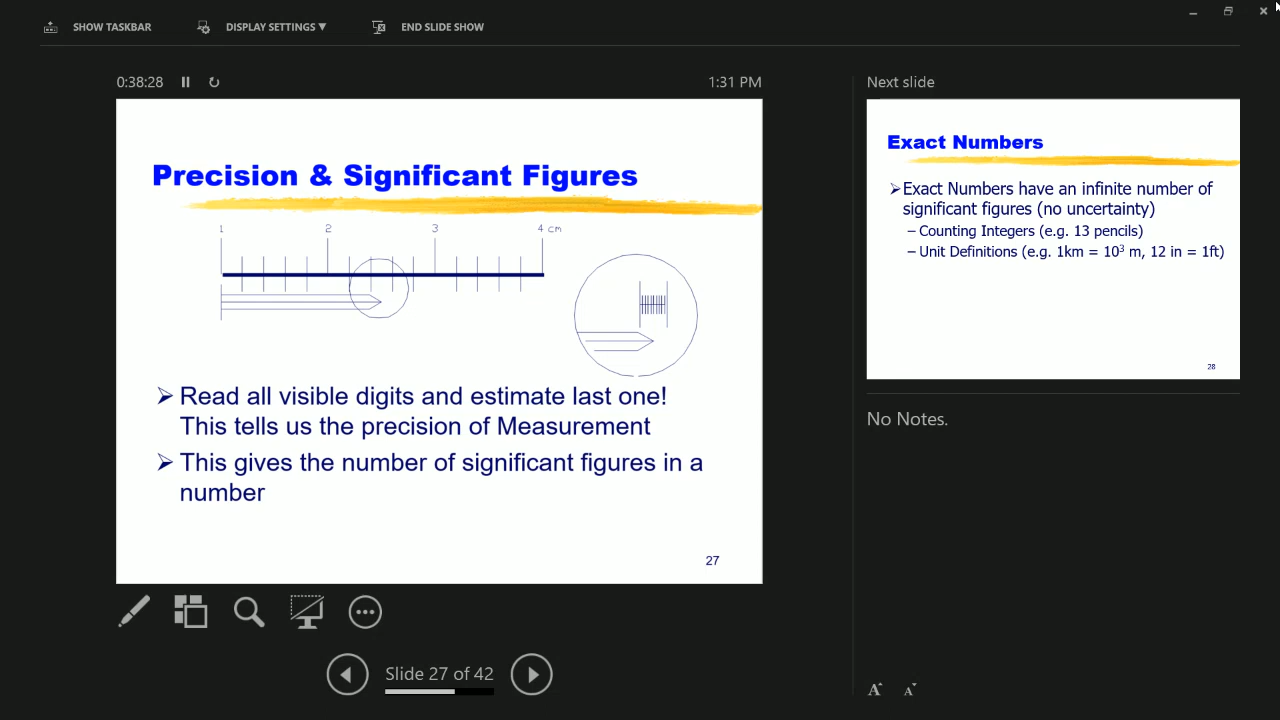 SHOW TASKBAR
DISPLAY SETTINGS ▼
END SLIDE SHOW
0:38:28
1:31 PM
Precision & Significant Figures
1 2 3 4 cm
➢ Read all visible digits and estimate last one!
This tells us the precision of Measurement
➢ This gives the number of significant figures in a
number
27
Slide 27 of 42
Next slide
Exact Numbers
➢ Exact Numbers have an infinite number of
significant figures (no uncertainty)
– Counting Integers (e.g. 13 pencils)
– Unit Definitions (e.g. 1km = 10³ m, 12 in = 1ft)
28
No Notes.
A A